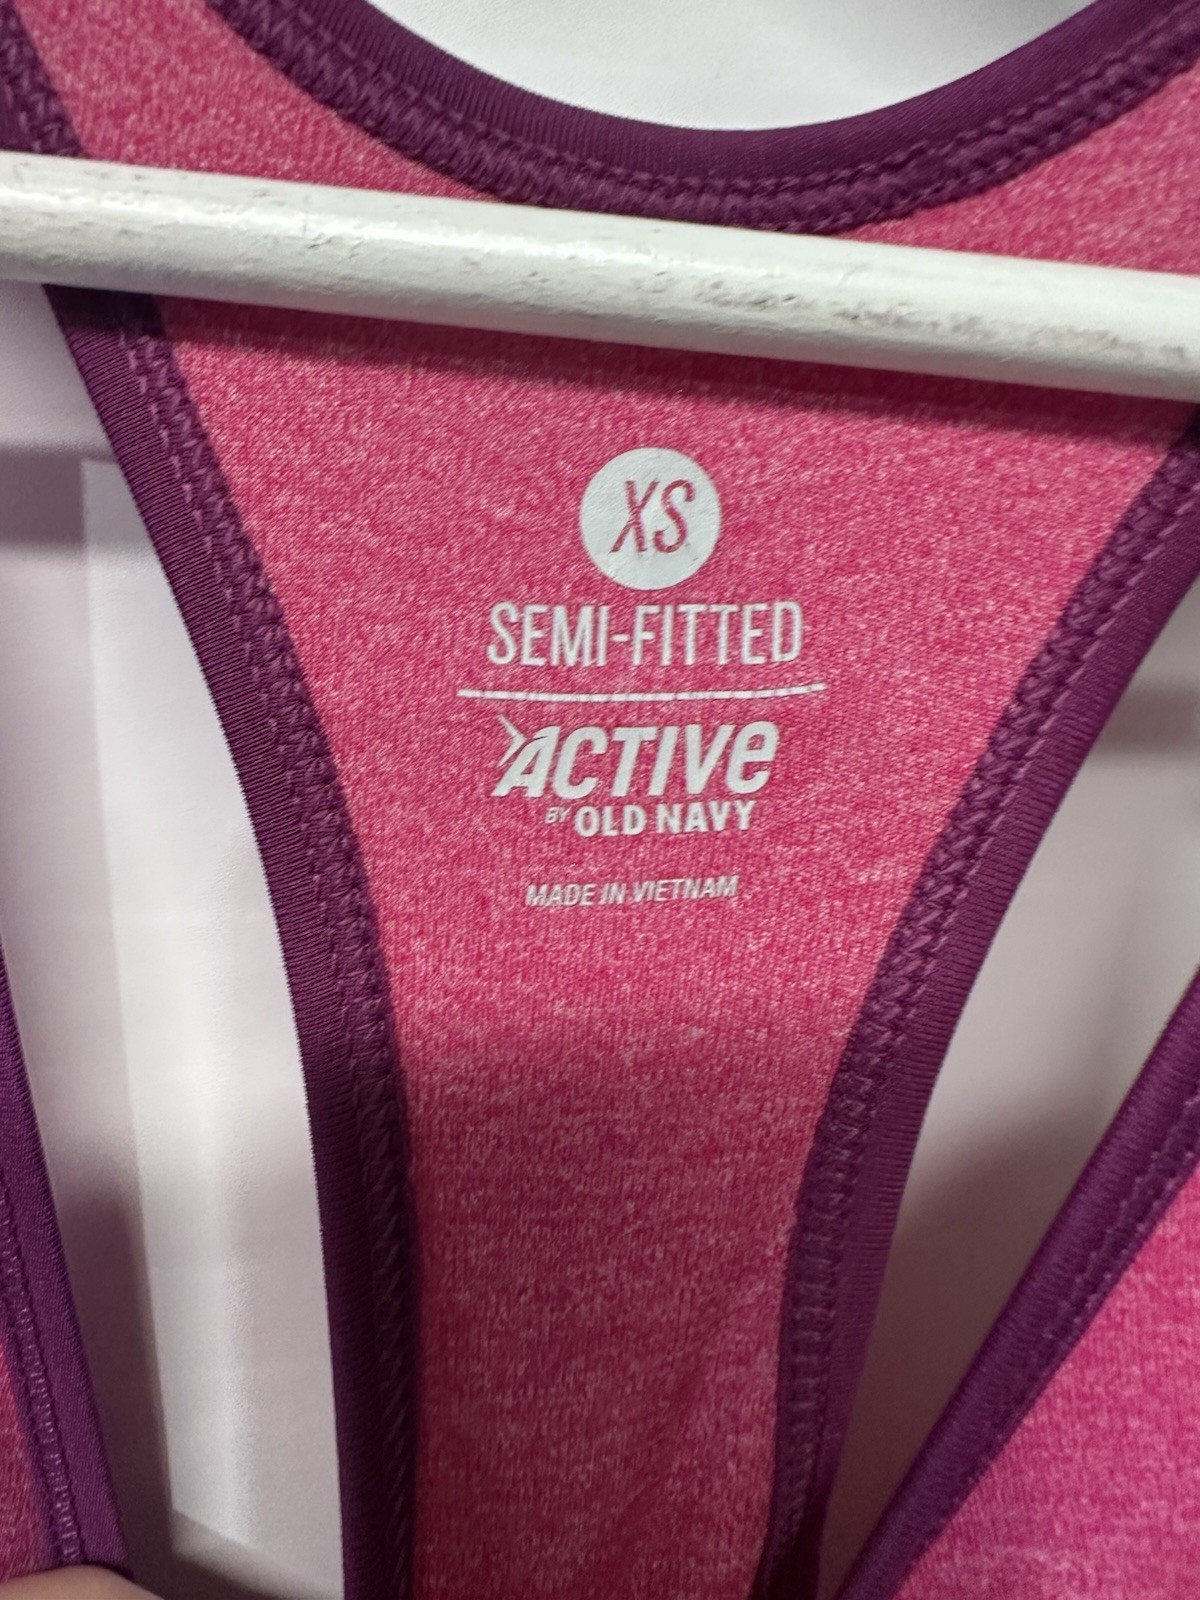 XS
SEMI-FITTED
ACTIVe
BY OLD NAVY
MADE IN VIETNAM